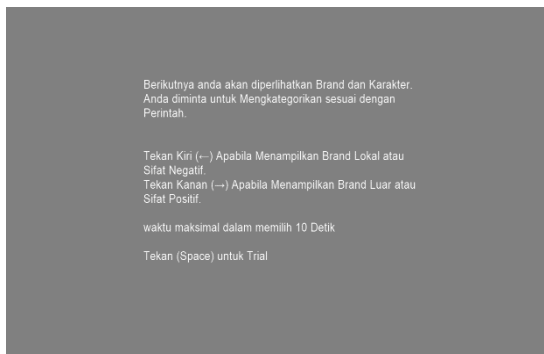 Berikutnya anda akan diperlihatkan Brand dan Karakter.
Anda diminta untuk Mengkategorikan sesuai dengan
Perintah.
Tekan Kiri (←) Apabila Menampilkan Brand Lokal atau
Sifat Negatif.
Tekan Kanan (→) Apabila Menampilkan Brand Luar atau
Sifat Positif.
waktu maksimal dalam memilih 10 Detik
Tekan (Space) untuk Trial